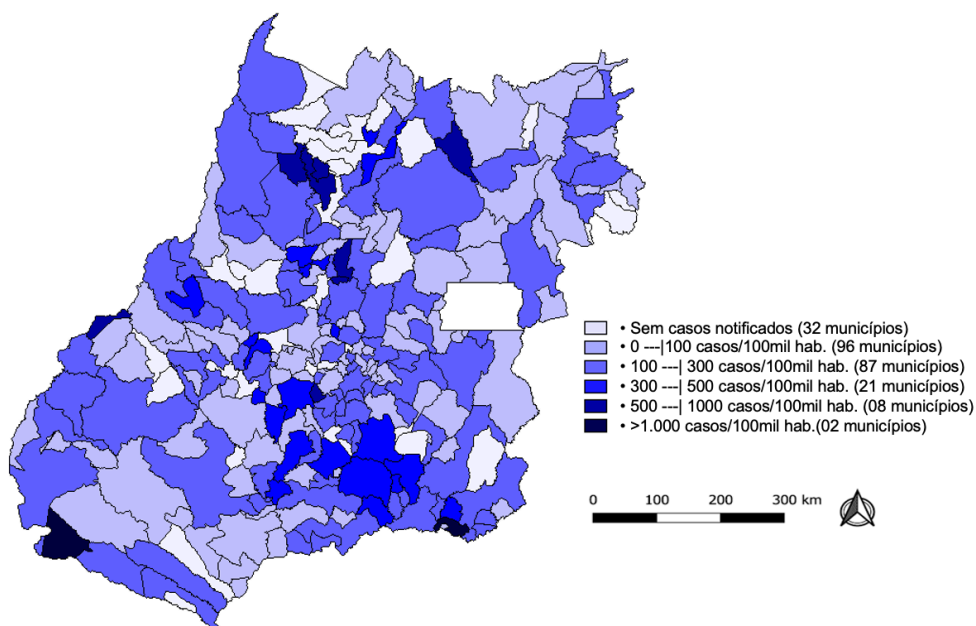 • Sem casos notificados (32 municípios)
• 0 ---|100 casos/100mil hab. (96 municípios)
• 100 ---| 300 casos/100mil hab. (87 municípios)
• 300 ---| 500 casos/100mil hab. (21 municípios)
• 500 ---| 1000 casos/100mil hab. (08 municípios)
• >1.000 casos/100mil hab.(02 municípios)
0 100 200 300 km